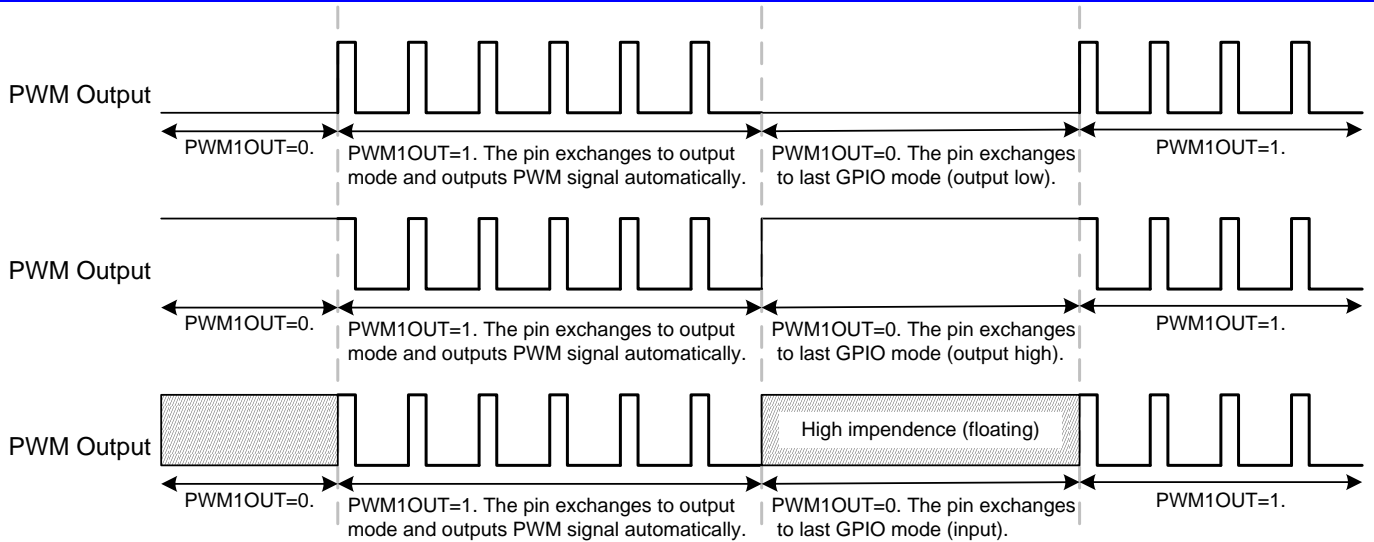 PWM Output
PWM1OUT=0.
PWM1OUT=1. The pin exchanges to output
mode and outputs PWM signal automatically.
PWM1OUT=0. The pin exchanges
to last GPIO mode (output low).
PWM1OUT=1.
PWM Output
PWM1OUT=0.
PWM1OUT=1. The pin exchanges to output
mode and outputs PWM signal automatically.
PWM1OUT=0. The pin exchanges
to last GPIO mode (output high).
PWM1OUT=1.
PWM Output
High impendence (floating)
PWM1OUT=0.
PWM1OUT=1. The pin exchanges to output
mode and outputs PWM signal automatically.
PWM1OUT=0. The pin exchanges
to last GPIO mode (input).
PWM1OUT=1.